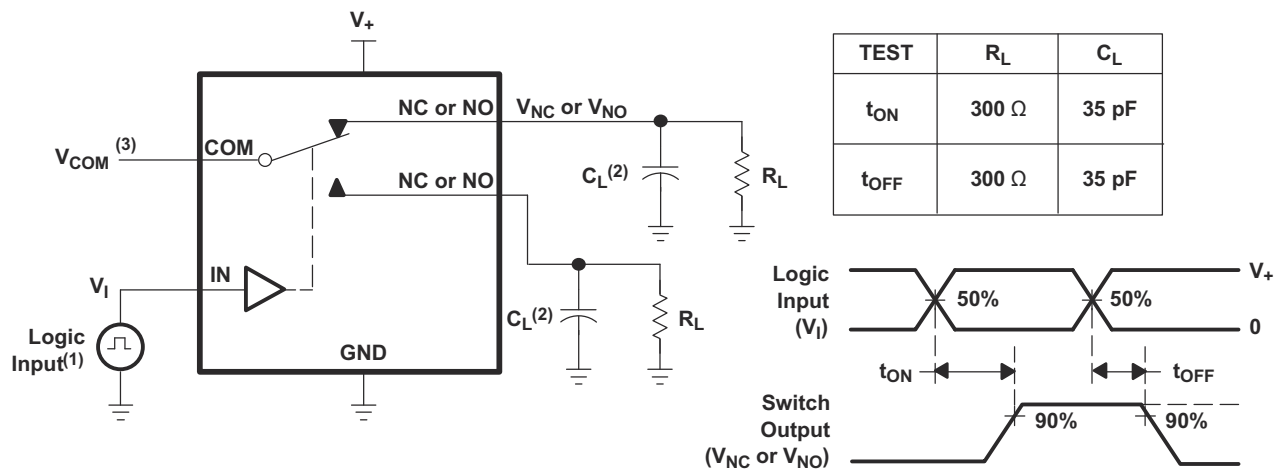 V+
NC or NO
VNC or VNO
COM
VCOM (3)
CL(2)
RL
NC or NO
IN
VI
CL(2)
RL
Logic
Input(1)
GND
TEST RL CL
tON 300 Ω 35 pF
tOFF 300 Ω 35 pF
Logic
Input
(VI)
V+
50%
50%
0
tON
tOFF
Switch
Output
(VNC or VNO)
90%
90%